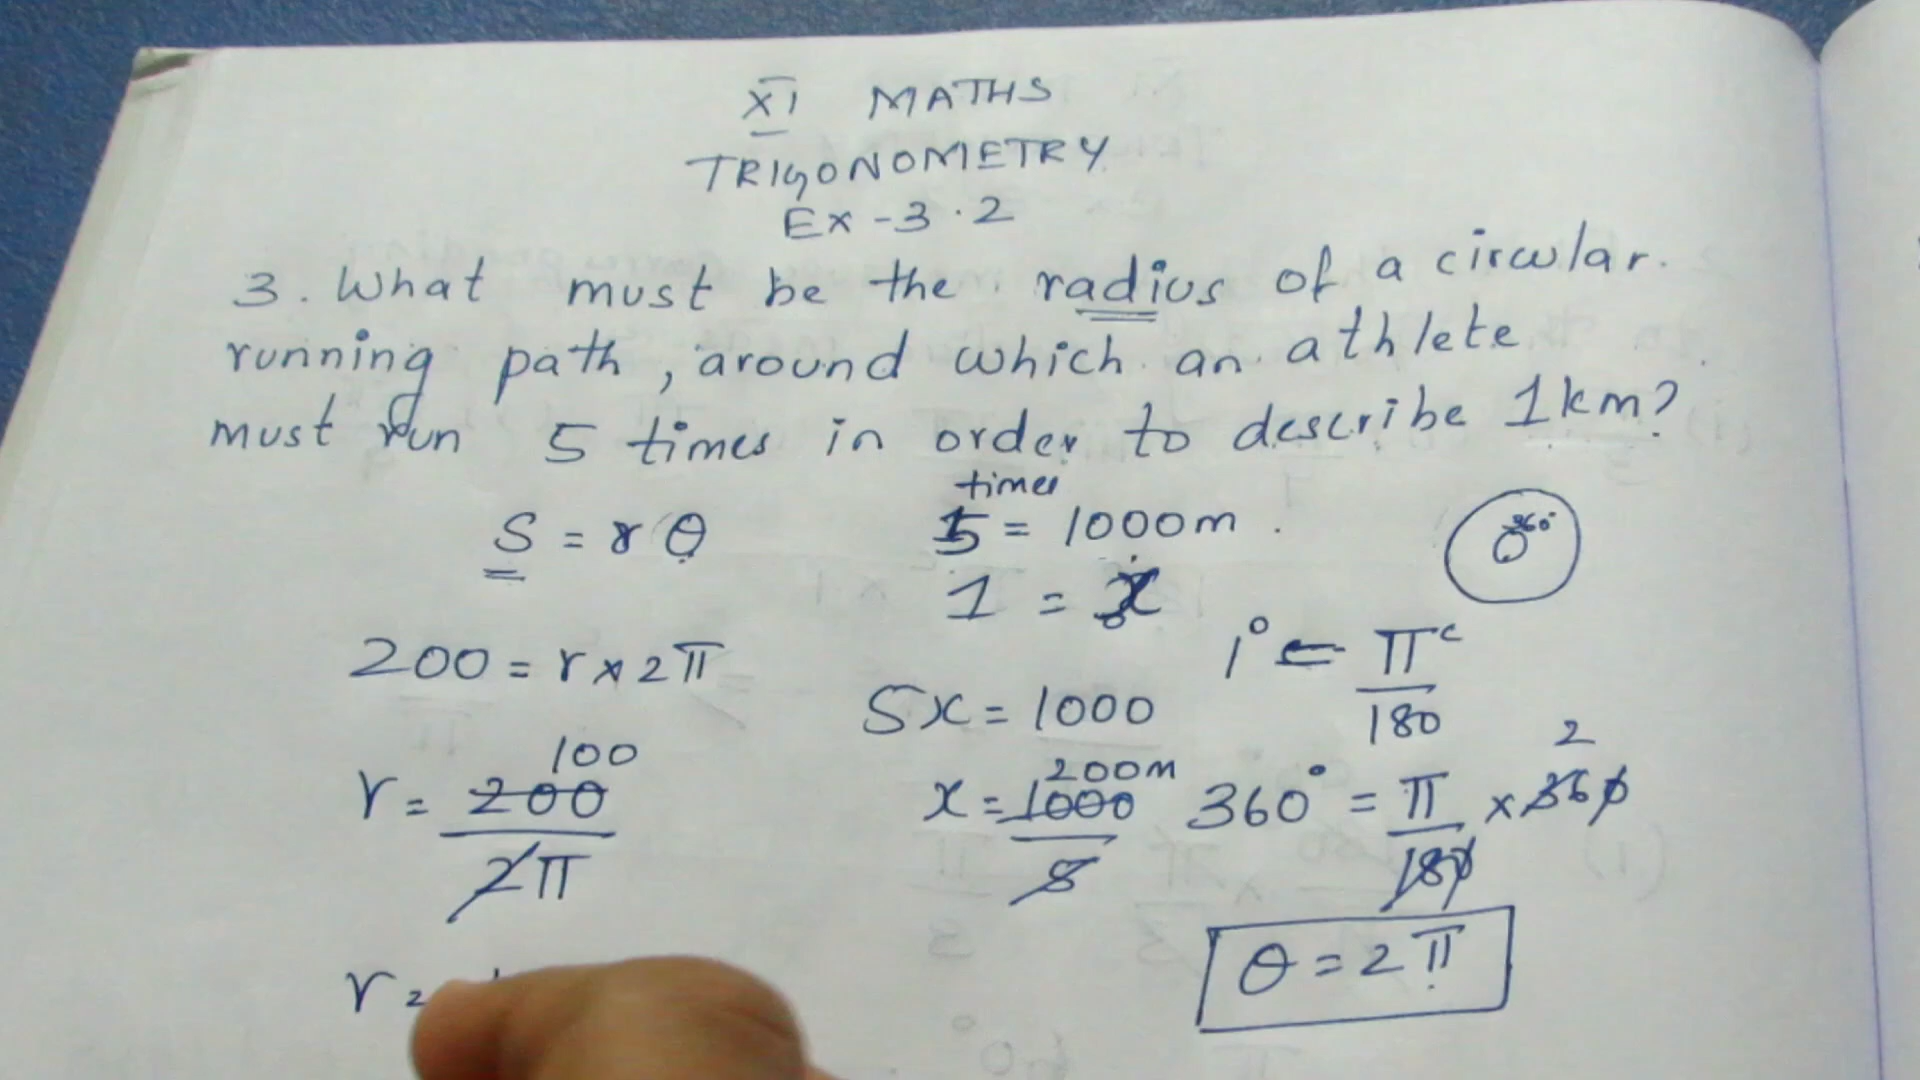 XI MATHS
TRIGONOMETRY
Ex-3.2
3. What must be the radius of a circular
running path, around which an athlete
must run 5 times in order to describe 1km?
S = rθ
200 = r × 2π
100
r = 200
2π
r =
times
5 = 1000m.
1 = x
5x = 1000
200m
x = 1000
5
360°
1° = π^c
180
2
360° = π × 360
180
θ = 2π